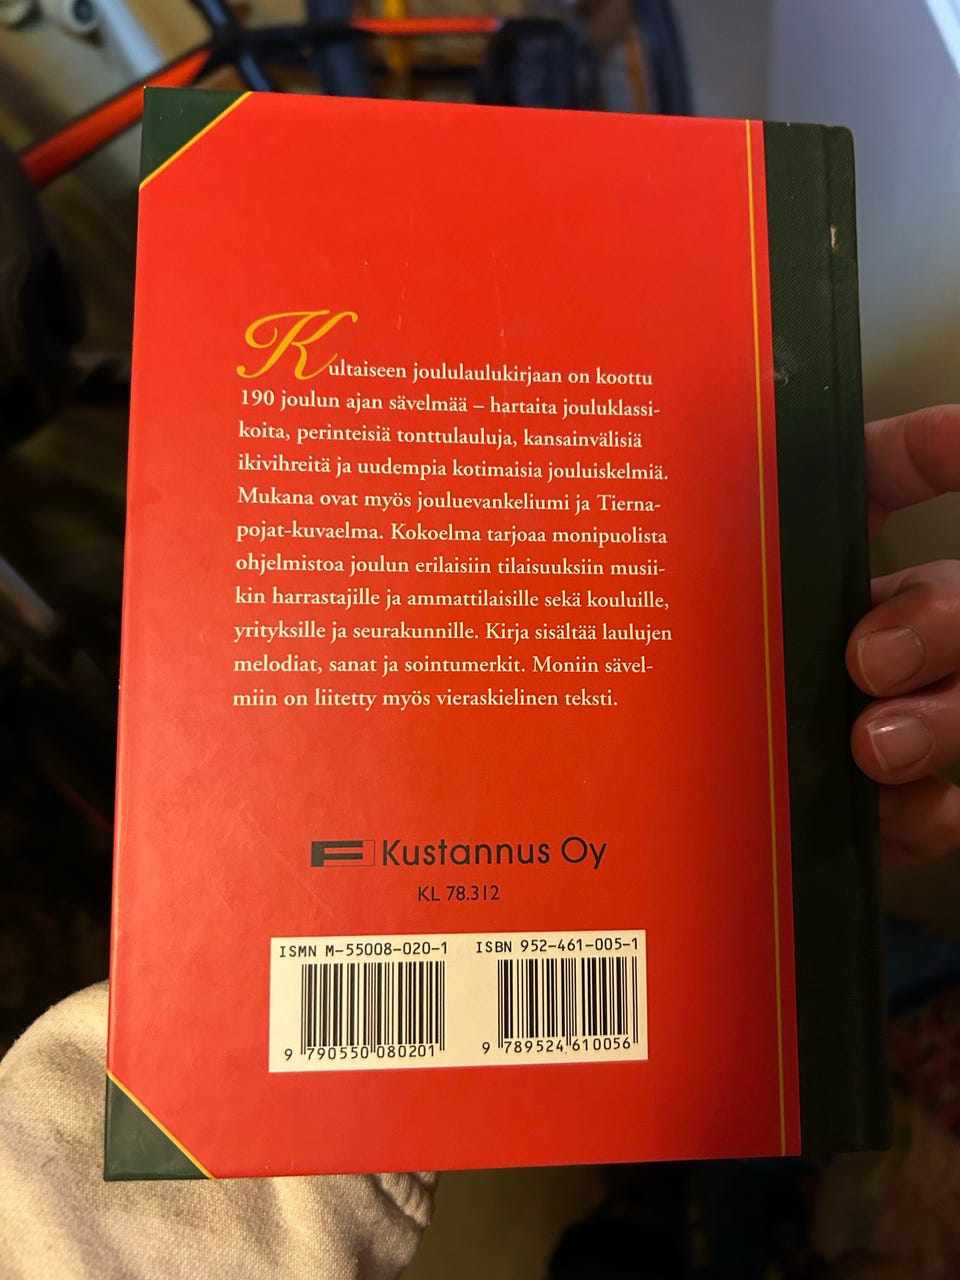 Kultaiseen joululaulukirjaan on koottu
190 joulun ajan sävelmää – hartaita jouluklassi-
koita, perinteisiä tonttulauluja, kansainvälisiä
ikivihreitä ja uudempia kotimaisia jouluiskelmiä.
Mukana ovat myös jouluevankeliumi ja Tierna-
pojat-kuvaelma. Kokoelma tarjoaa monipuolista
ohjelmistoa joulun erilaisiin tilaisuuksiin musii-
kin harrastajille ja ammattilaisille sekä kouluille,
yrityksille ja seurakunnille. Kirja sisältää laulujen
melodiat, sanat ja sointumerkit. Moniin sävel-
miin on liitetty myös vieraskielinen teksti.
F Kustannus Oy
KL 78.312
ISMN M-55008-020-1
9 790550 080201
ISBN 952-461-005-1
9 789524 610056